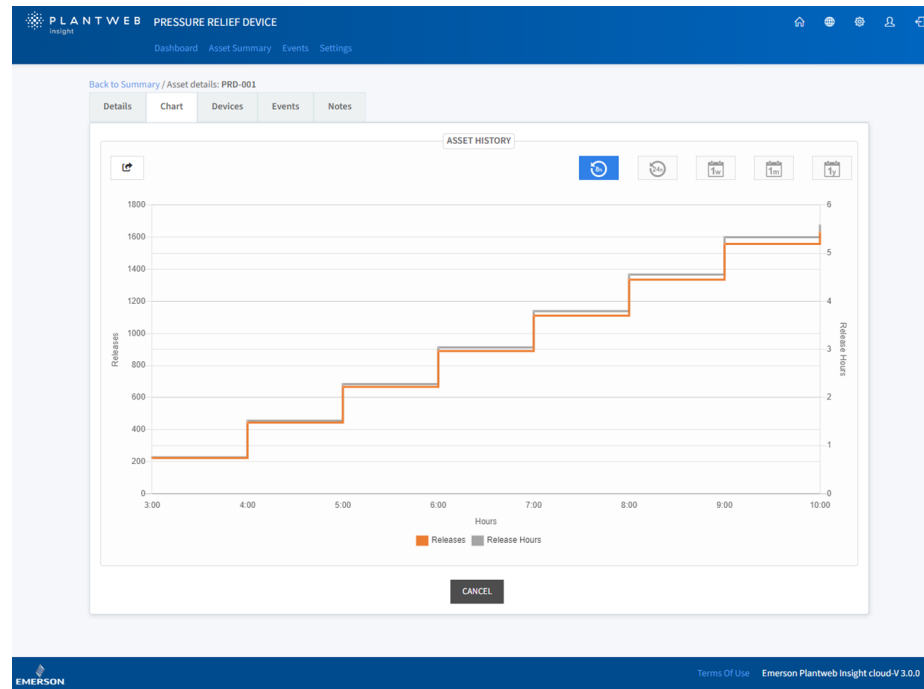 PLANTWEB PRESSURE RELIEF DEVICE
insight
Dashboard Asset Summary Events Settings
Back to Summary / Asset details: PRD-001
Details Chart Devices Events Notes
ASSET HISTORY
8h 24h 1w 1m 1y
1800 6
1600
5
1400
1200 4
1000
3
800
600 2
400
1
200
0 0
Releases
Release Hours
3:00 4:00 5:00 6:00 7:00 8:00 9:00 10:00
Hours
Releases Release Hours
CANCEL
EMERSON
Terms Of Use Emerson Plantweb Insight cloud-V 3.0.0